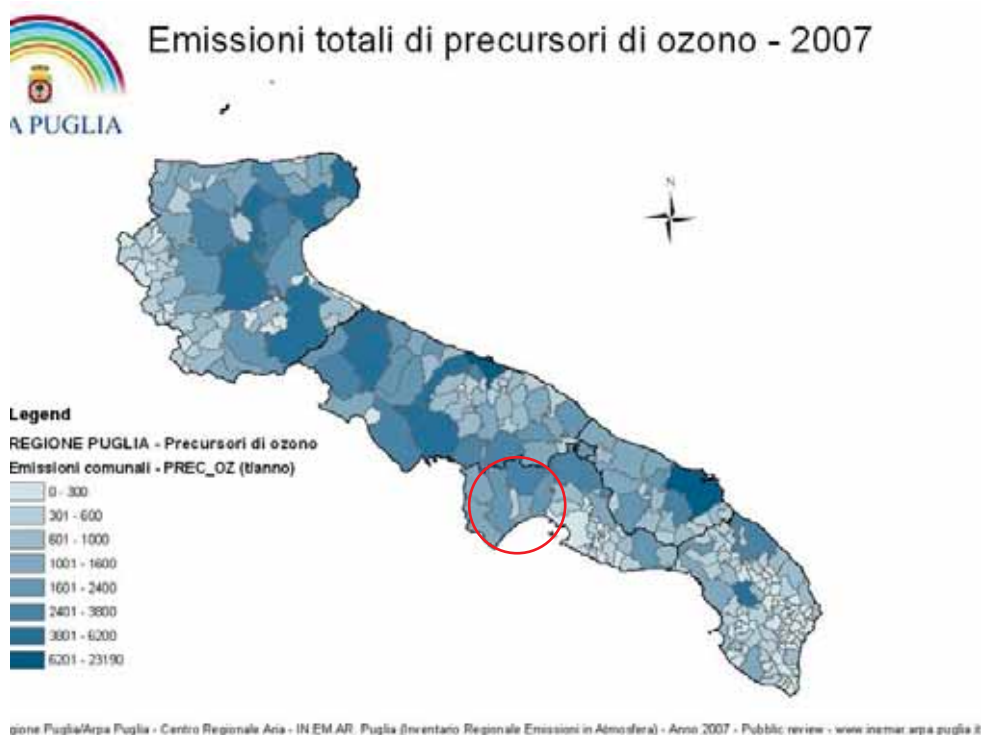 Emissioni totali di precursori di ozono - 2007
A PUGLIA
N
Legend
REGIONE PUGLIA - Precursori di ozono
Emissioni comunali - PREC_OZ (t/anno)
0 - 300
301 - 600
601 - 1000
1001 - 1600
1601 - 2400
2401 - 3800
3801 - 6200
6201 - 23190
gione Puglia/Arpa Puglia - Centro Regionale Aria - IN.EM.AR. Puglia (Inventario Regionale Emissioni in Atmosfera) - Anno 2007 - Pubblic review - www.inemar.arpa.puglia.it